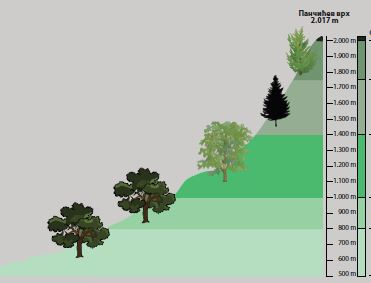 Панчићев врх
2.017 m
2.000 m
1.900 m
1.800 m
1.700 m
1.600 m
1.500 m
1.400 m
1.300 m
1.200 m
1.100 m
1.000 m
900 m
800 m
700 m
600 m
500 m